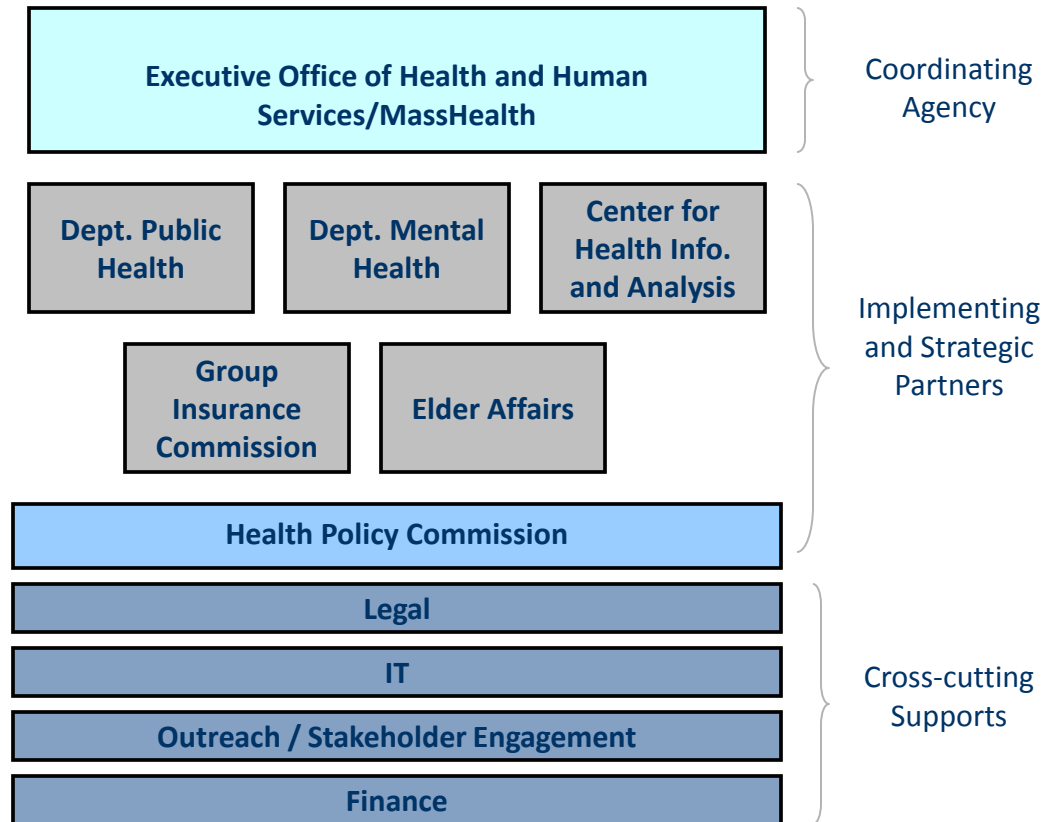 Executive Office of Health and Human
Services/MassHealth
Coordinating
Agency
Dept. Public
Health
Dept. Mental
Health
Center for
Health Info.
and Analysis
Group
Insurance
Commission
Elder Affairs
Implementing
and Strategic
Partners
Health Policy Commission
Legal
IT
Outreach / Stakeholder Engagement
Finance
Cross-cutting
Supports